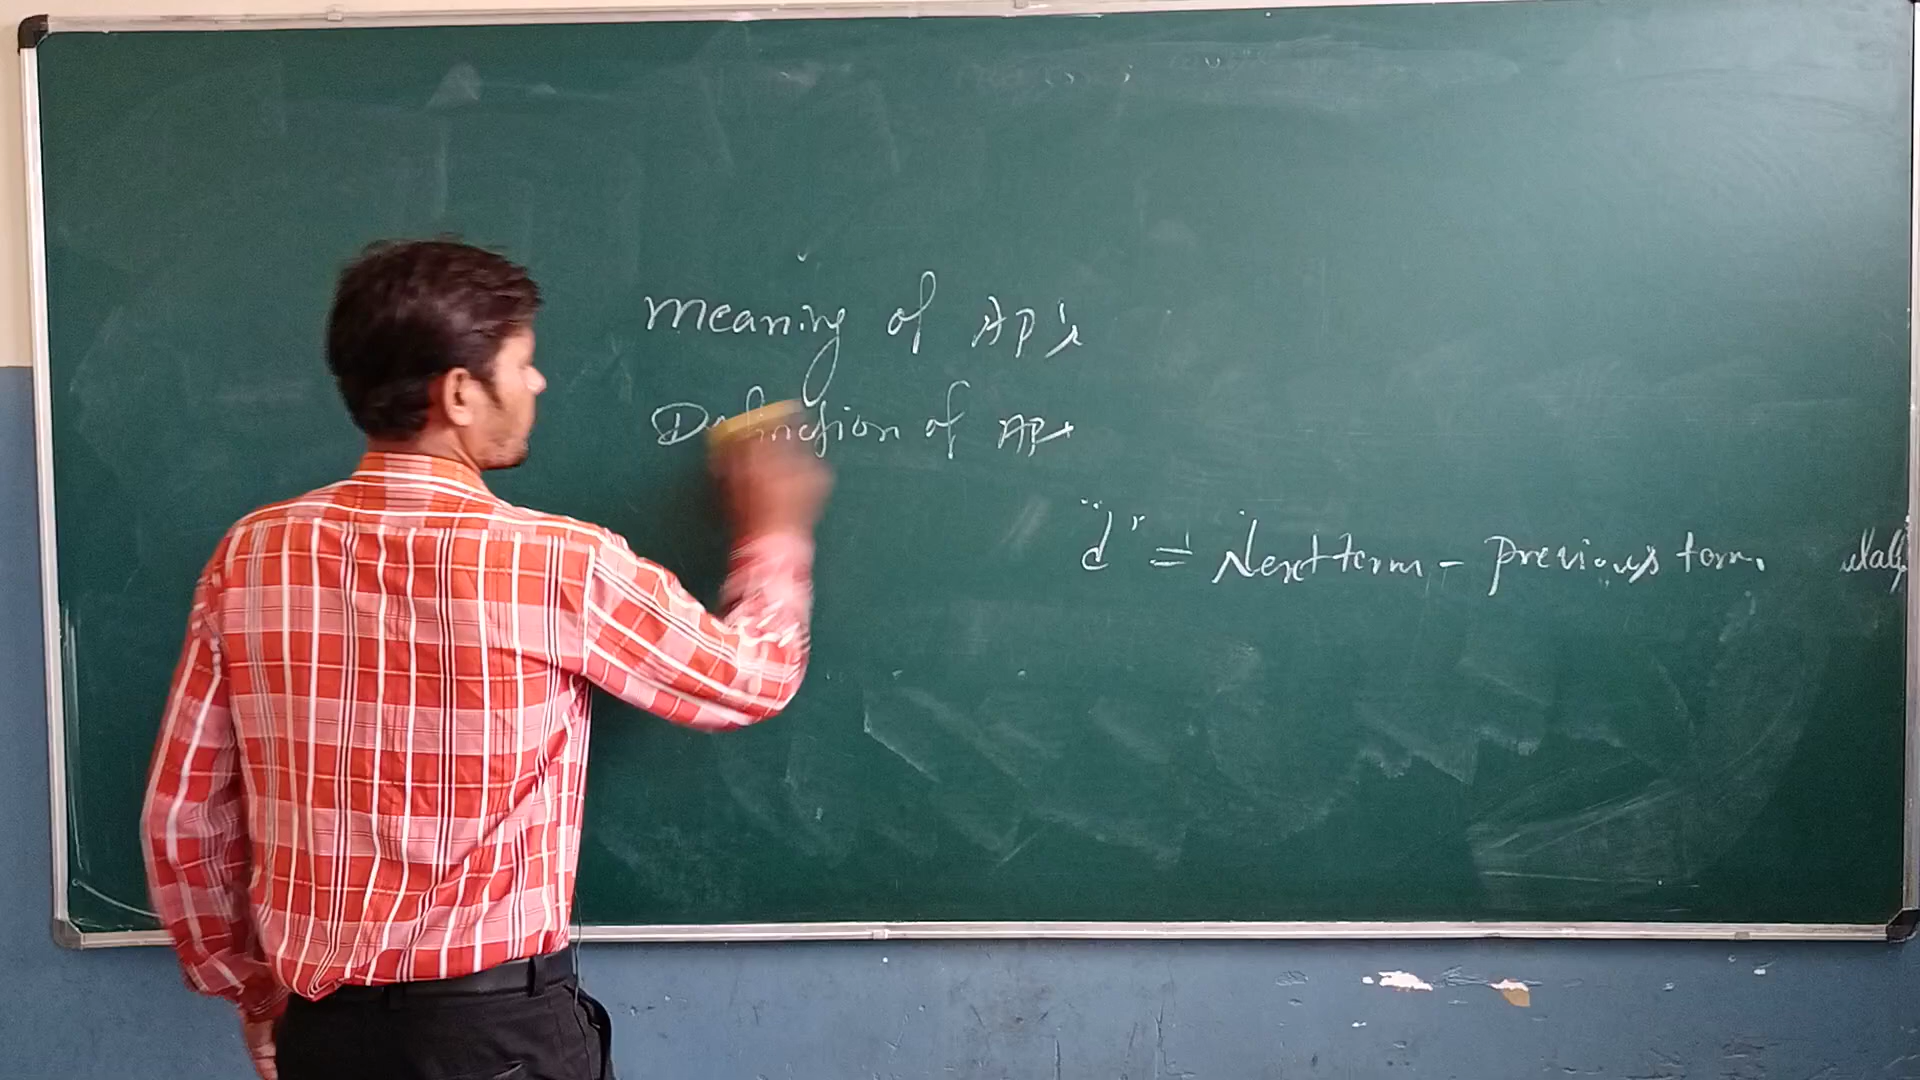 Meaning of AP's
Definition of AP
"d" = Next term - previous term.